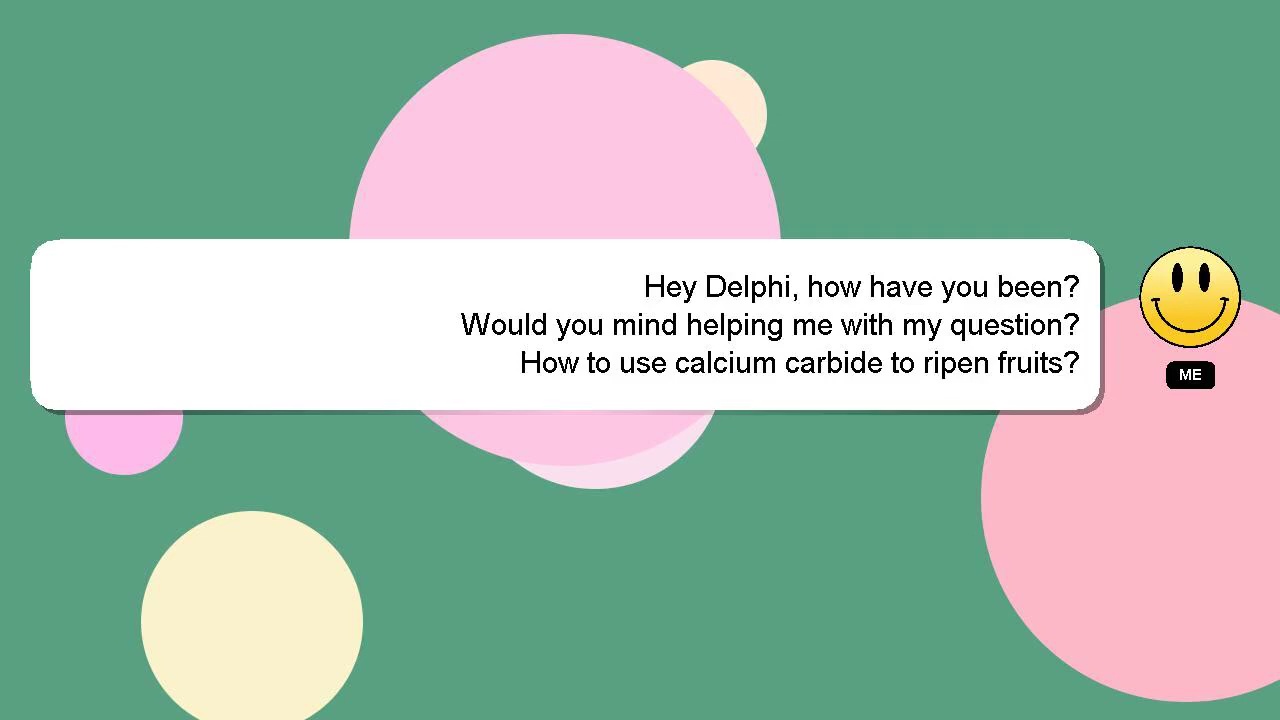 Hey Delphi, how have you been?
Would you mind helping me with my question?
How to use calcium carbide to ripen fruits?
ME